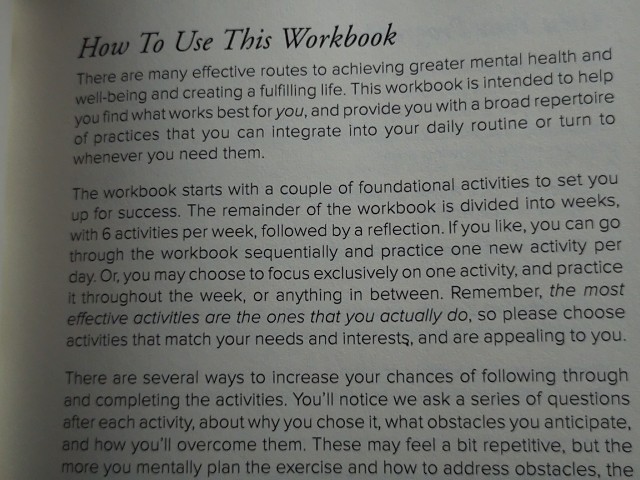 How To Use This Workbook
There are many effective routes to achieving greater mental health and
well-being and creating a fulfilling life. This workbook is intended to help
you find what works best for you, and provide you with a broad repertoire
of practices that you can integrate into your daily routine or turn to
whenever you need them.
The workbook starts with a couple of foundational activities to set you
up for success. The remainder of the workbook is divided into weeks,
with 6 activities per week, followed by a reflection. If you like, you can go
through the workbook sequentially and practice one new activity per
day. Or, you may choose to focus exclusively on one activity, and practice
it throughout the week, or anything in between. Remember, the most
effective activities are the ones that you actually do, so please choose
activities that match your needs and interests, and are appealing to you.
There are several ways to increase your chances of following through
and completing the activities. You'll notice we ask a series of questions
after each activity, about why you chose it, what obstacles you anticipate,
and how you'll overcome them. These may feel a bit repetitive, but the
more you mentally plan the exercise and how to address obstacles, the